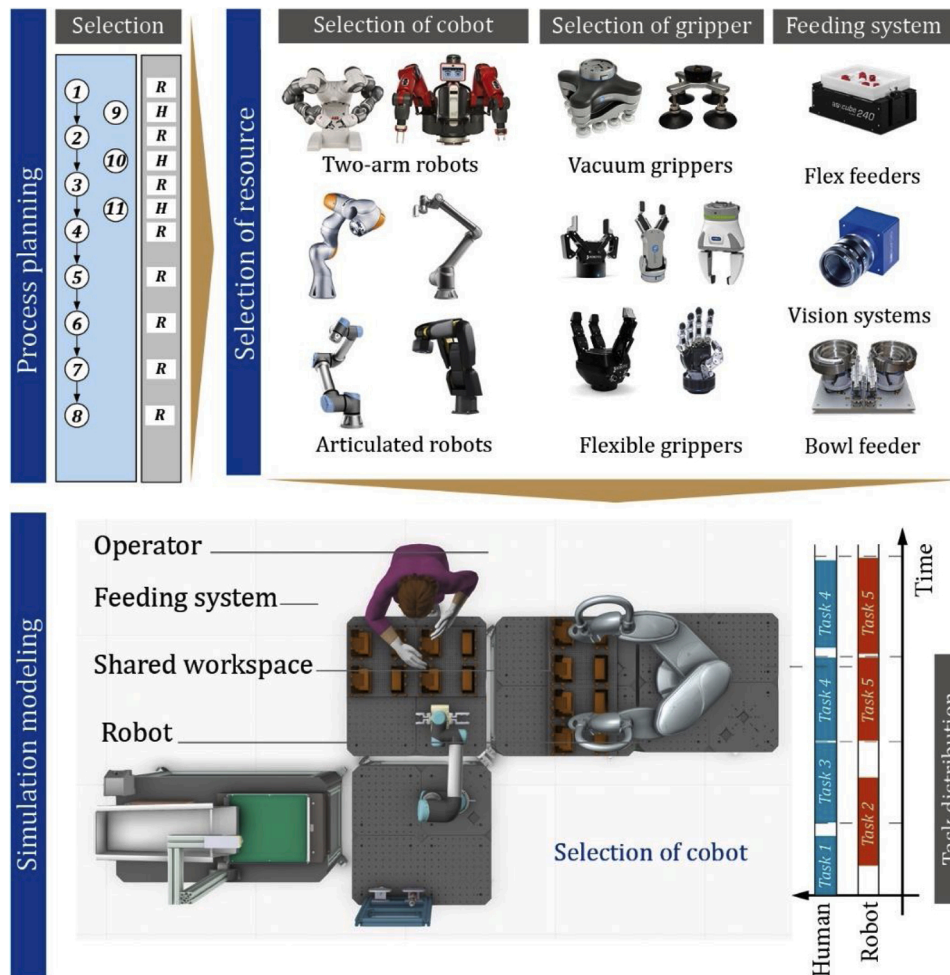 Process planning
Selection
1
2
3
4
5
6
7
8
9
10
11
R
H
R
H
R
H
R
R
R
R
R
Selection of resource
Selection of cobot
Two-arm robots
Articulated robots
Selection of gripper
Vacuum grippers
Flexible grippers
Feeding system
240
Flex feeders
Vision systems
Bowl feeder
Simulation modeling
Operator
Feeding system
Shared workspace
Robot
Selection of cobot
Time
Task 4
Task 4
Task 3
Task 1
Task 5
Task 5
Task 2
Human
Robot
Task distribution